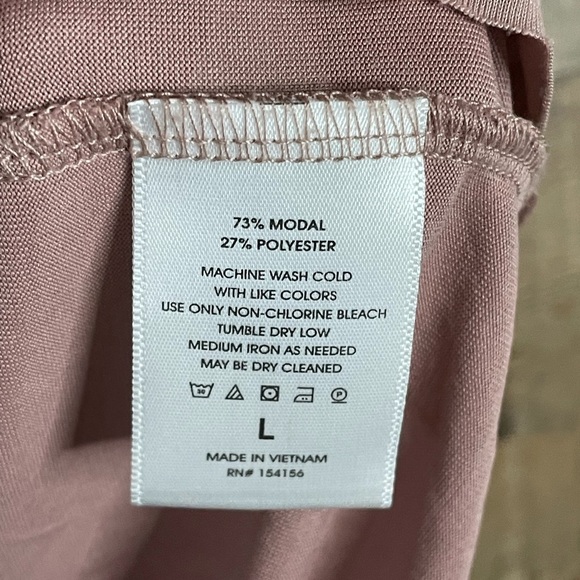 73% MODAL
27% POLYESTER
MACHINE WASH COLD
WITH LIKE COLORS
USE ONLY NON-CHLORINE BLEACH
TUMBLE DRY LOW
MEDIUM IRON AS NEEDED
MAY BE DRY CLEANED
30 P
L
MADE IN VIETNAM
RN# 154156